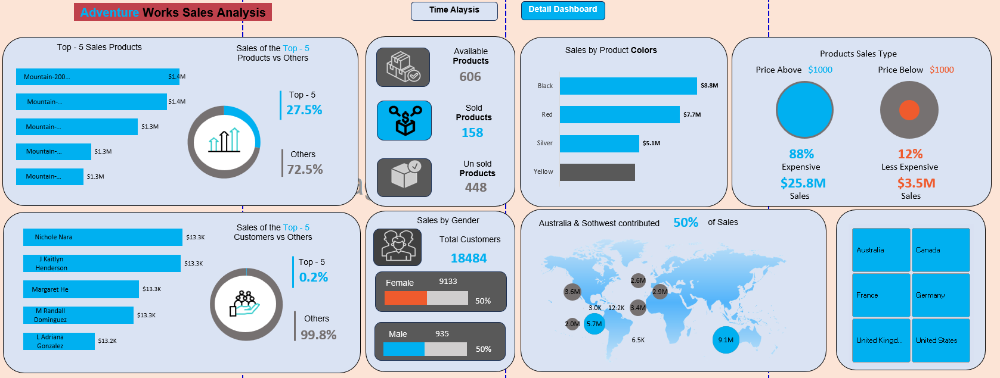 Adventure Works Sales Analysis
Time Alaysis
Detail Dashboard
Top - 5 Sales Products
Mountain-200...
$1.4M
Mountain-...
$1.4M
Mountain-...
$1.3M
Mountain-...
$1.3M
Mountain-...
$1.3M
Sales of the Top - 5
Products vs Others
Top - 5
27.5%
Others
72.5%
Available
Products
606
Sold
Products
158
Un sold
Products
448
Sales by Product Colors
Black
$8.8M
Red
$7.7M
Silver
$5.1M
Yellow
Products Sales Type
Price Above $1000
Price Below $1000
88%
Expensive
$25.8M
Sales
12%
Less Expensive
$3.5M
Sales
Nichole Nara
$13.3K
J Kaitlyn
Henderson
$13.3K
Margaret He
$13.3K
M Randall
Dominguez
$13.3K
L Adriana
Gonzalez
$13.2K
Sales of the Top - 5
Customers vs Others
Top - 5
0.2%
Others
99.8%
Sales by Gender
Total Customers
18484
Female
9133
50%
Male
935
50%
Australia & Sothwest contributed 50% of Sales
2.6M
3.6M
2.9M
3.0K
12.2K
3.4M
2.0M
5.7M
6.5K
9.1M
Australia
Canada
France
Germany
United Kingd...
United States